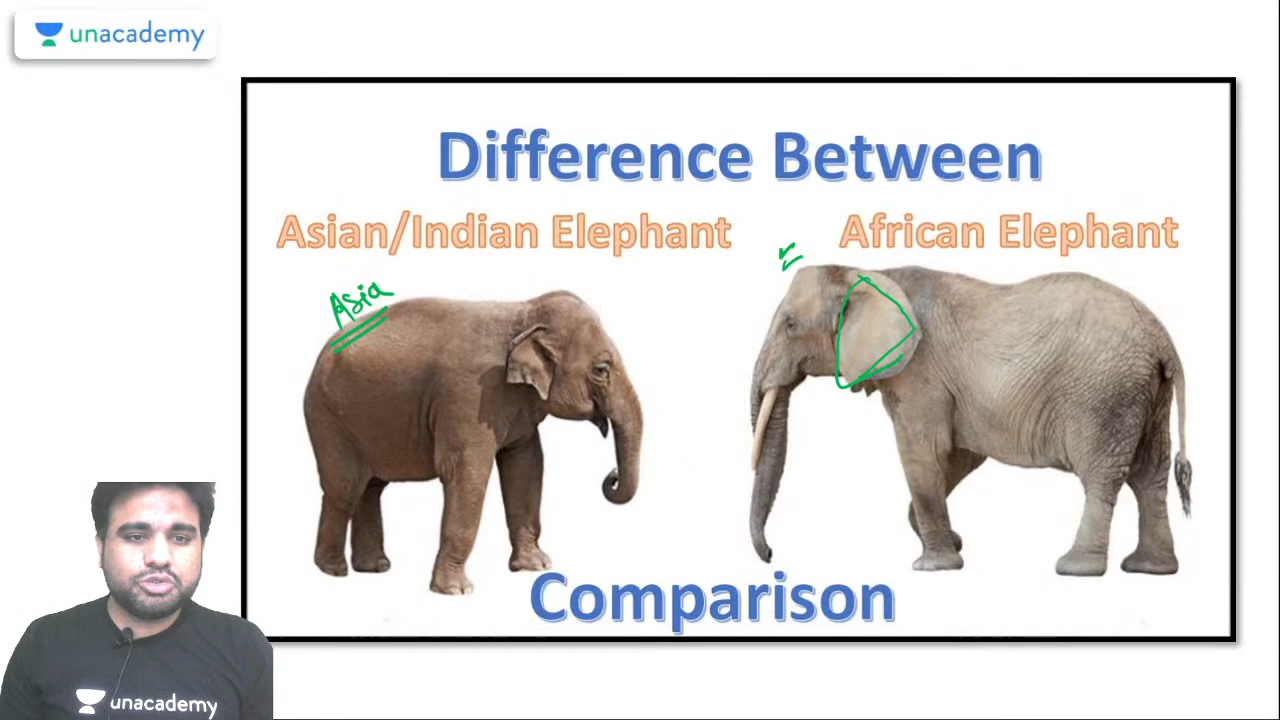 unacademy
Difference Between
Asian/Indian Elephant
African Elephant
Asia
Comparison
unacademy